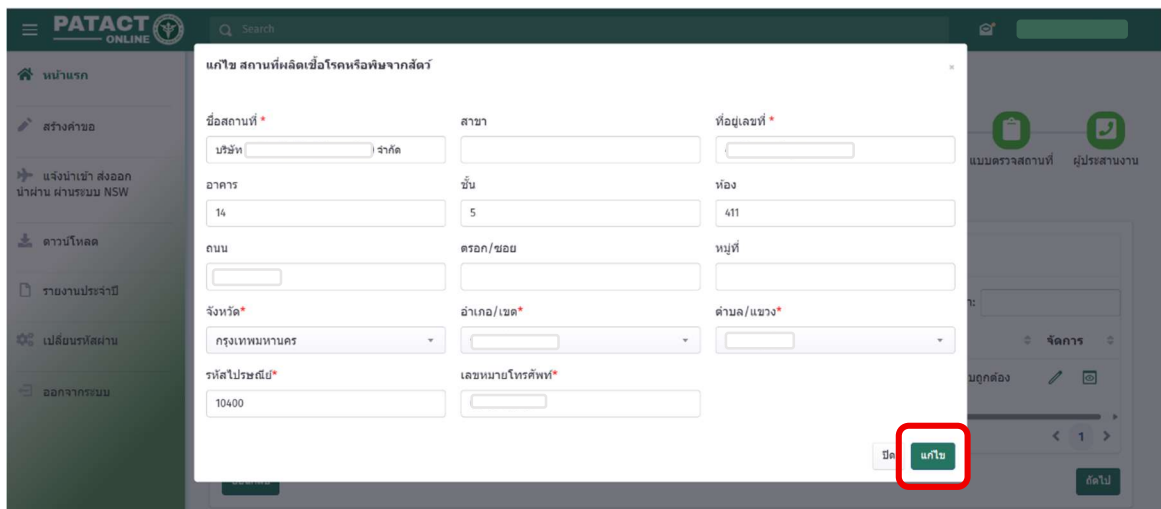 PATACT
ONLINE
Search
หน้าแรก
สร้างคำขอ
แจ้งนำเข้า ส่งออก
นำผ่าน ผ่านระบบ NSW
ดาวน์โหลด
รายงานประจำปี
เปลี่ยนรหัสผ่าน
ออกจากระบบ
แก้ไข สถานที่ผลิตเชื้อโรคหรือพิษจากสัตว์
×
ชื่อสถานที่ *
สาขา
ที่อยู่เลขที่ *
บริษัท จำกัด
อาคาร
ชั้น
ห้อง
14
5
411
ถนน
ตรอก/ซอย
หมู่ที่
จังหวัด*
อำเภอ/เขต*
ตำบล/แขวง*
กรุงเทพมหานคร
รหัสไปรษณีย์*
เลขหมายโทรศัพท์*
10400
ปิด
แก้ไข
แบบตรวจสถานที่
ผู้ประสานงาน
จัดการ
บถูกต้อง
< 1 >
ถัดไป